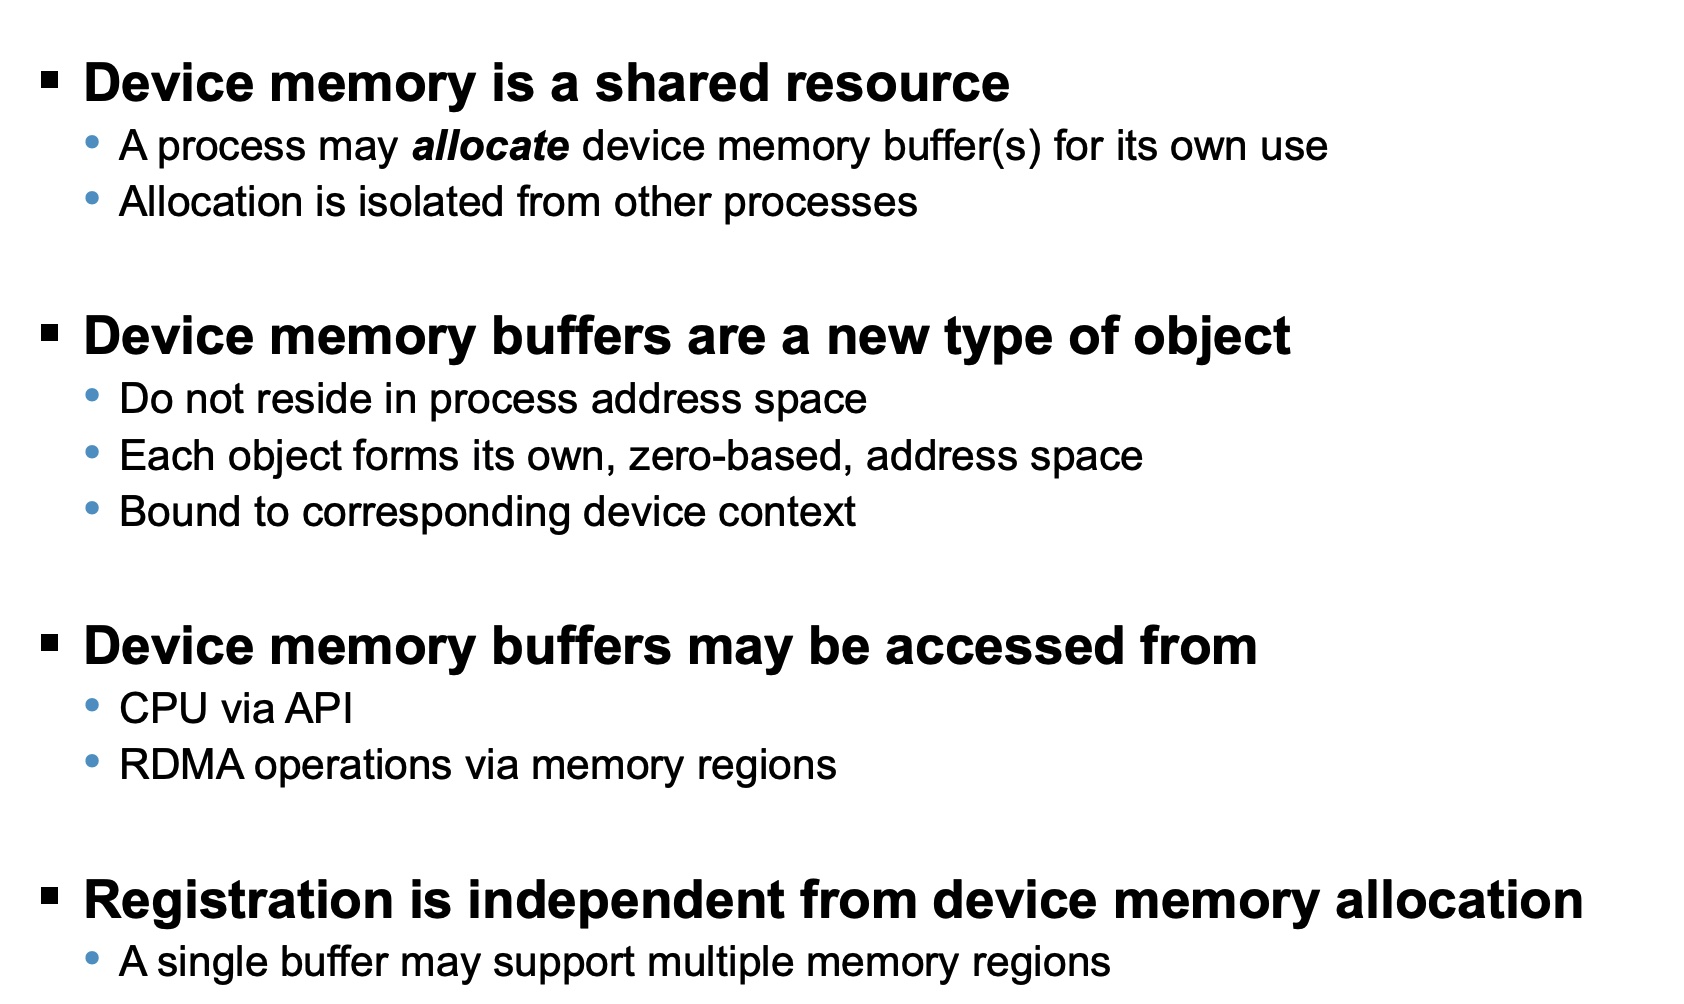 ▪ Device memory is a shared resource
• A process may allocate device memory buffer(s) for its own use
• Allocation is isolated from other processes
▪ Device memory buffers are a new type of object
• Do not reside in process address space
• Each object forms its own, zero-based, address space
• Bound to corresponding device context
▪ Device memory buffers may be accessed from
• CPU via API
• RDMA operations via memory regions
▪ Registration is independent from device memory allocation
• A single buffer may support multiple memory regions